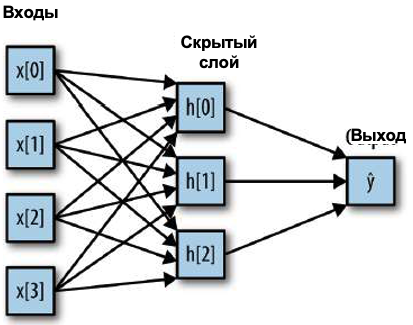 Входы
Скрытый
слой
(Выход
x[0]
x[1]
x[2]
x[3]
h[0]
h[1]
h[2]
ŷ